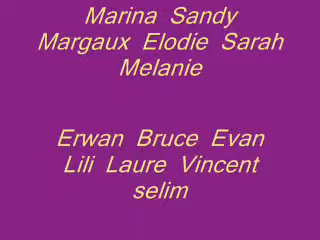 Marina Sandy
Margaux Elodie Sarah
Melanie
Erwan Bruce Evan
Lili Laure Vincent
selim